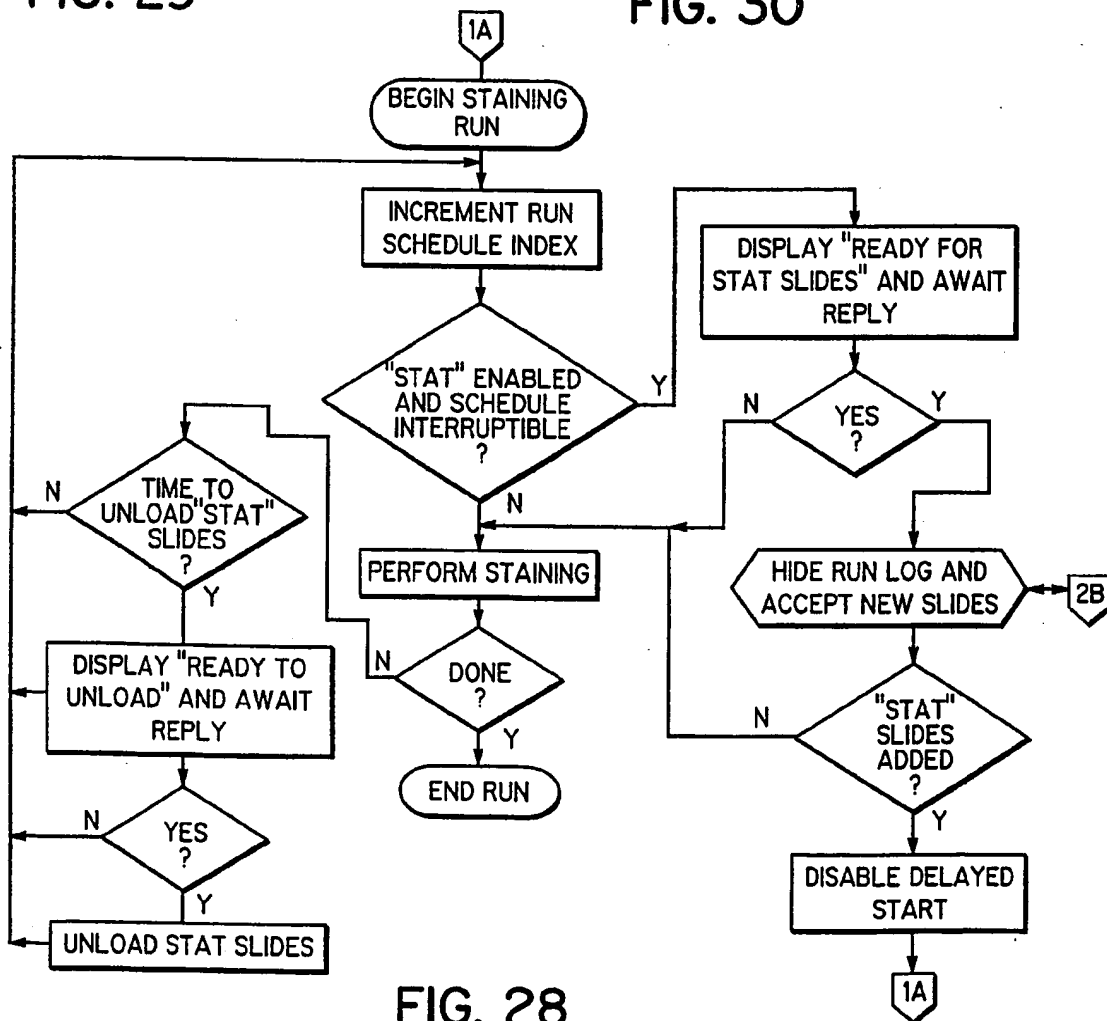 FIG. 29
FIG. 30
1A
BEGIN STAINING
RUN
INCREMENT RUN
SCHEDULE INDEX
"STAT" ENABLED
AND SCHEDULE
INTERRUPTIBLE
?
Y
N
DISPLAY "READY FOR
STAT SLIDES" AND AWAIT
REPLY
YES
?
N
Y
HIDE RUN LOG AND
ACCEPT NEW SLIDES
2B
"STAT"
SLIDES
ADDED
?
N
Y
DISABLE DELAYED
START
1A
PERFORM STAINING
DONE
?
N
Y
END RUN
TIME TO
UNLOAD "STAT"
SLIDES
?
N
Y
DISPLAY "READY TO
UNLOAD" AND AWAIT
REPLY
YES
?
N
Y
UNLOAD STAT SLIDES
FIG. 28